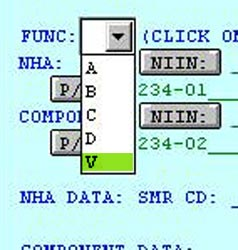 FUNC: (CLICK ON
NHA: NIIN:
P/ 234-01
COMPO NIIN:
P/ 234-02
A
B
C
D
V
NHA DATA: SMR CD:
COMPONENT DATA: